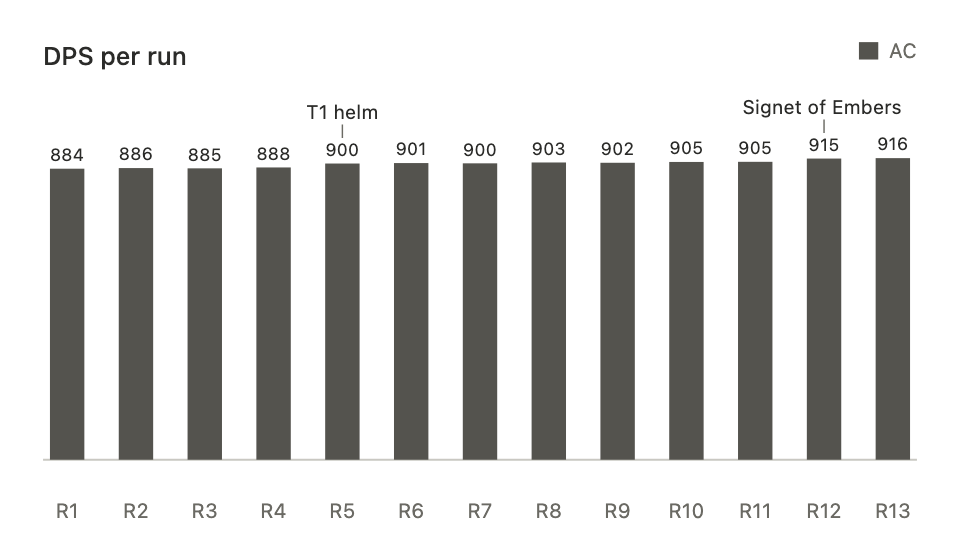 DPS per run
AC
T1 helm
Signet of Embers
884 886 885 888 900 901 900 903 902 905 905 915 916
R1 R2 R3 R4 R5 R6 R7 R8 R9 R10 R11 R12 R13